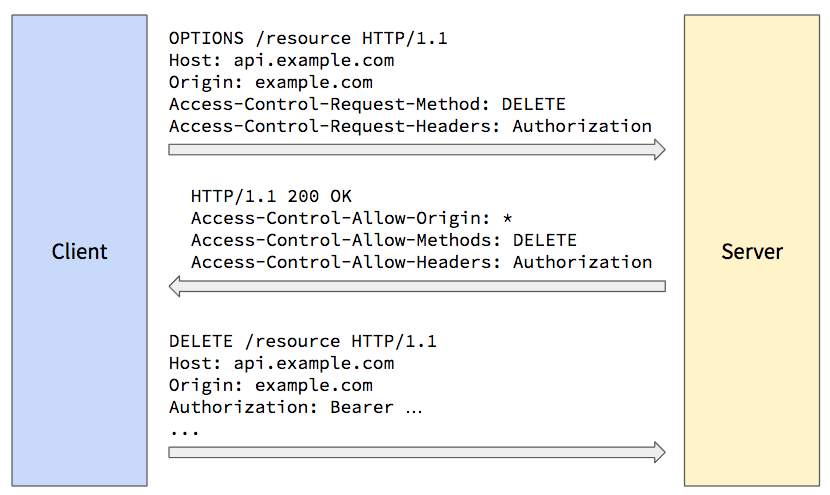 OPTIONS /resource HTTP/1.1
Host: api.example.com
Origin: example.com
Access-Control-Request-Method: DELETE
Access-Control-Request-Headers: Authorization
HTTP/1.1 200 OK
Access-Control-Allow-Origin: *
Access-Control-Allow-Methods: DELETE
Access-Control-Allow-Headers: Authorization
Client
Server
DELETE /resource HTTP/1.1
Host: api.example.com
Origin: example.com
Authorization: Bearer …
...